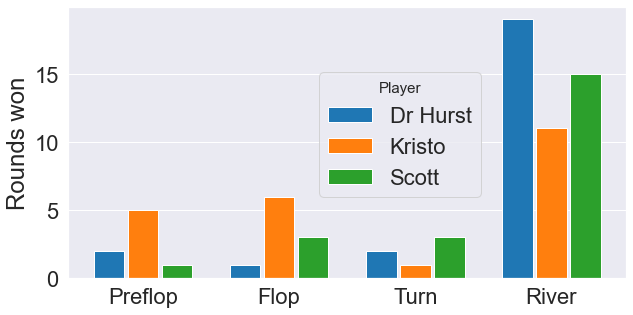 Rounds won
15
10
5
0
Player
Dr Hurst
Kristo
Scott
Preflop Flop Turn River